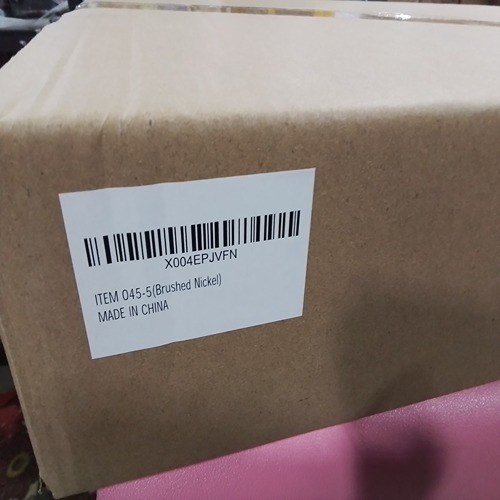 X004EPJVFN
ITEM 045-5(Brushed Nickel)
MADE IN CHINA